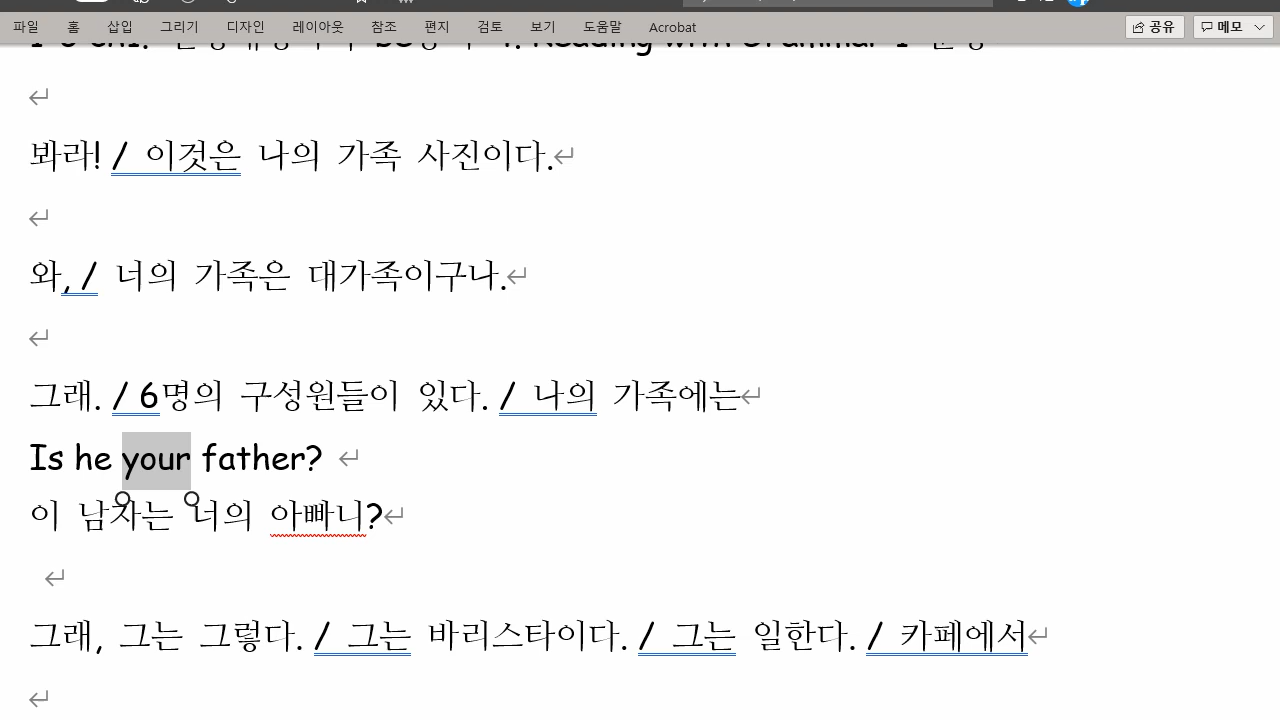 파일 홈 삽입 그리기 디자인 레이아웃 참조 편지 검토 보기 도움말 Acrobat 공유 메모
Reading with Grammar 1
봐라! / 이것은 나의 가족 사진이다.
와, / 너의 가족은 대가족이구나.
그래. / 6명의 구성원들이 있다. / 나의 가족에는
Is he your father?
이 남자는 너의 아빠니?
그래, 그는 그렇다. / 그는 바리스타이다. / 그는 일한다. / 카페에서